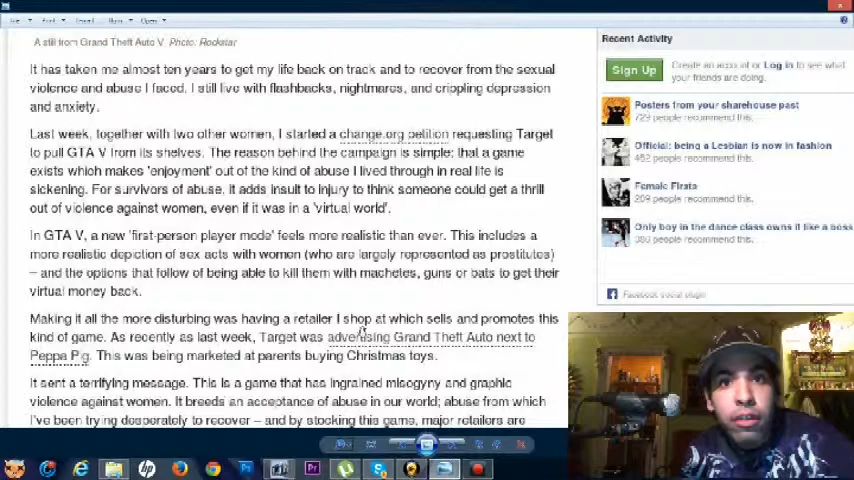 A still from Grand Theft Auto V. Photo: Rockstar
It has taken me almost ten years to get my life back on track and to recover from the sexual
violence and abuse I faced. I still live with flashbacks, nightmares, and crippling depression
and anxiety.
Last week, together with two other women, I started a change.org petition requesting Target
to pull GTA V from its shelves. The reason behind the campaign is simple: that a game
exists which makes 'enjoyment' out of the kind of abuse I lived through in real life is
sickening. For survivors of abuse, it adds insult to injury to think someone could get a thrill
out of violence against women, even if it was in a 'virtual world'.
In GTA V, a new 'first-person player mode' feels more realistic than ever. This includes a
more realistic depiction of sex acts with women (who are largely represented as prostitutes)
– and the options that follow of being able to kill them with machetes, guns or bats to get their
virtual money back.
Making it all the more disturbing was having a retailer I shop at which sells and promotes this
kind of game. As recently as last week, Target was advertising Grand Theft Auto next to
Peppa Pig. This was being marketed at parents buying Christmas toys.
It sent a terrifying message. This is a game that has ingrained misogyny and graphic
violence against women. It breeds an acceptance of abuse in our world; abuse from which
I've been trying desperately to recover – and by stocking this game, major retailers are
Recent Activity
Sign Up
Create an account or Log in to see what
your friends are doing.
Posters from your sharehouse past
729 people recommend this.
Official: being a Lesbian is now in fashion
people recommend this.
Female Firsts
people recommend this.
Only boy in the dance class owns it like a boss
people recommend this.
Facebook social plugin
hp
Pr